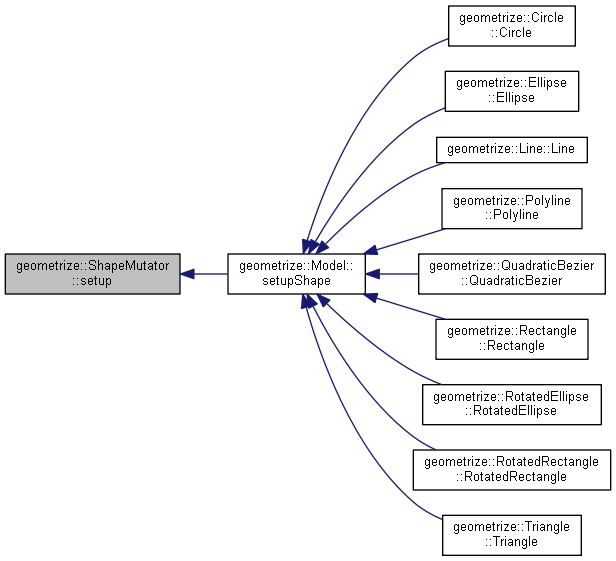 geometrize::ShapeMutator
::setup
geometrize::Model::
setupShape
geometrize::Circle
::Circle
geometrize::Ellipse
::Ellipse
geometrize::Line::Line
geometrize::Polyline
::Polyline
geometrize::QuadraticBezier
::QuadraticBezier
geometrize::Rectangle
::Rectangle
geometrize::RotatedEllipse
::RotatedEllipse
geometrize::RotatedRectangle
::RotatedRectangle
geometrize::Triangle
::Triangle